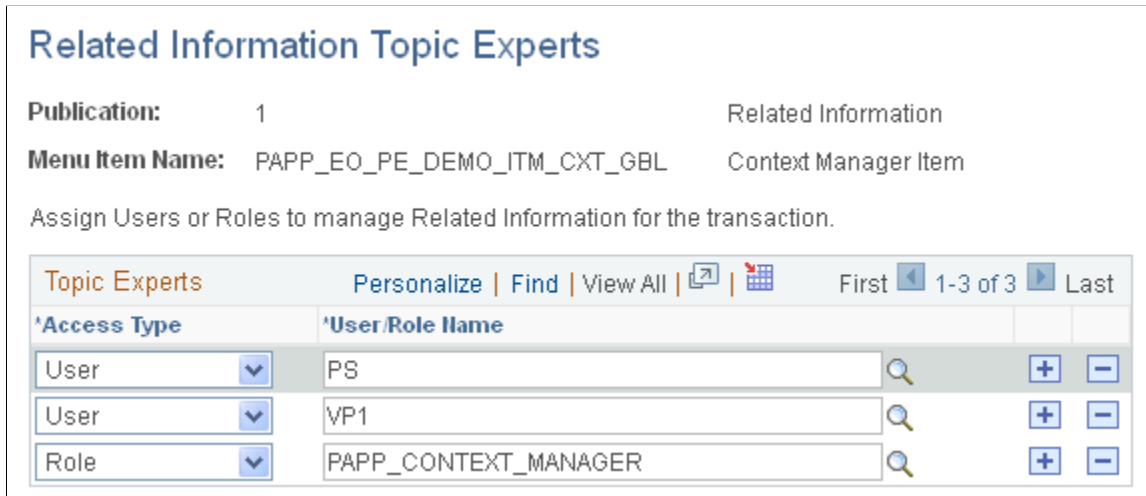 Related Information Topic Experts
Publication: 1 Related Information
Menu Item Name: PAPP_EO_PE_DEMO_ITM_CXT_GBL Context Manager Item
Assign Users or Roles to manage Related Information for the transaction.
Topic Experts Personalize | Find | View All | | First 1-3 of 3 Last
*Access Type *User/Role Name
User PS
User VP1
Role PAPP_CONTEXT_MANAGER